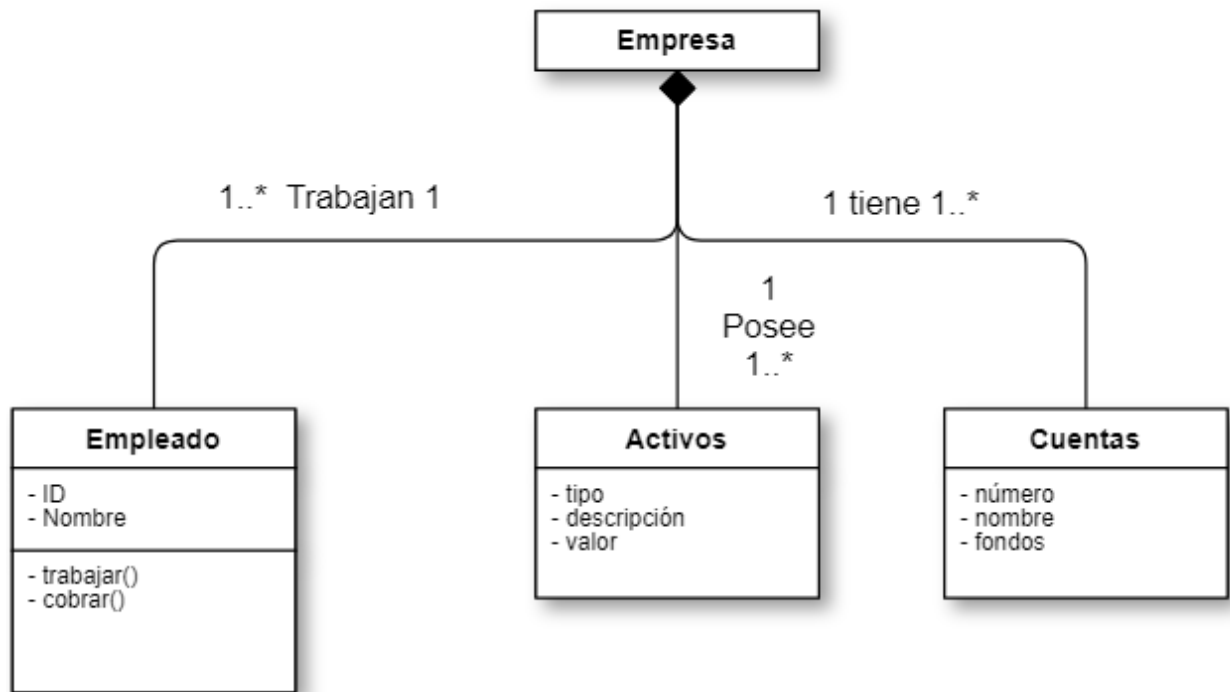 Empresa
1..*  Trabajan 1
1 tiene 1..*
1
Posee
1..*
Empleado
- ID
- Nombre
- trabajar()
- cobrar()
Activos
- tipo
- descripción
- valor
Cuentas
- número
- nombre
- fondos